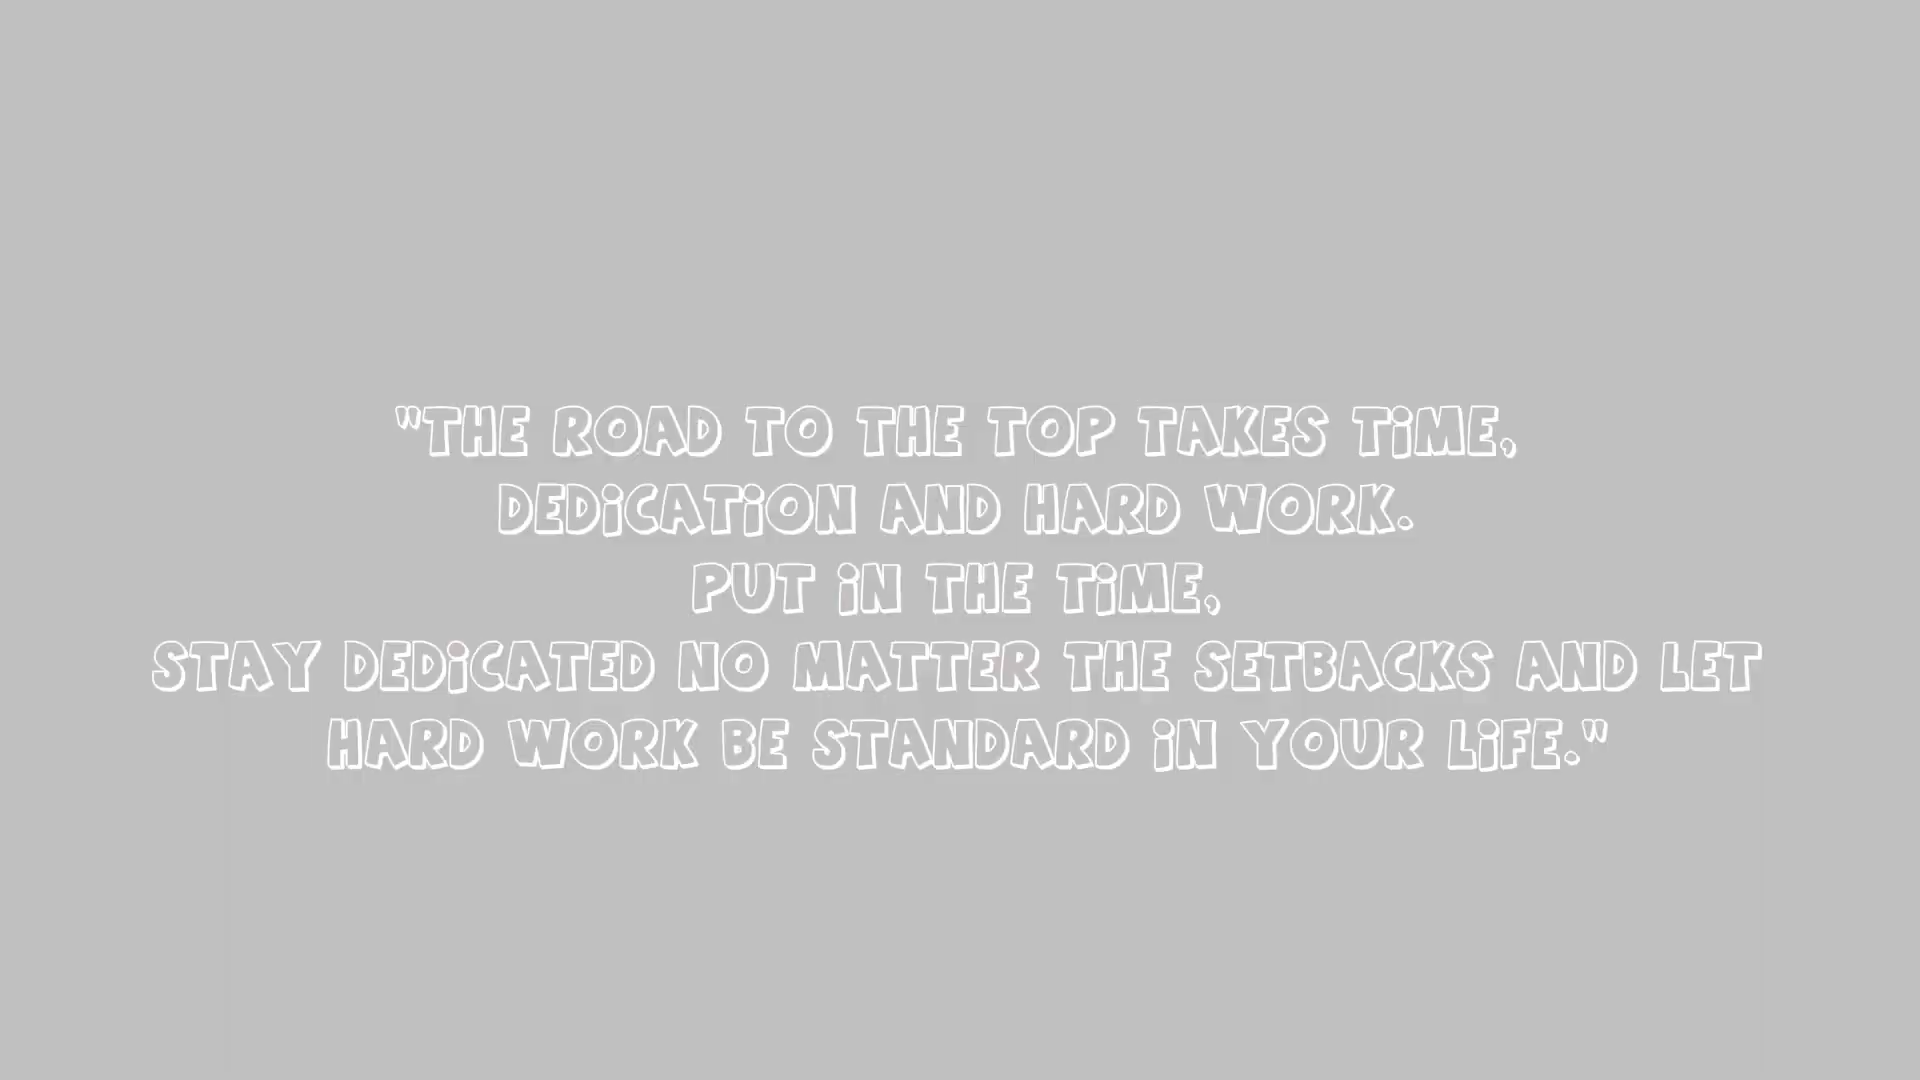 "THE ROAD TO THE TOP TAKES TiME,
DEDiCATiON AND HARD WORK.
PUT iN THE TiME,
STAY DEDiCATED NO MATTER THE SETBACKS AND LET
HARD WORK BE STANDARD iN YOUR LiFE."